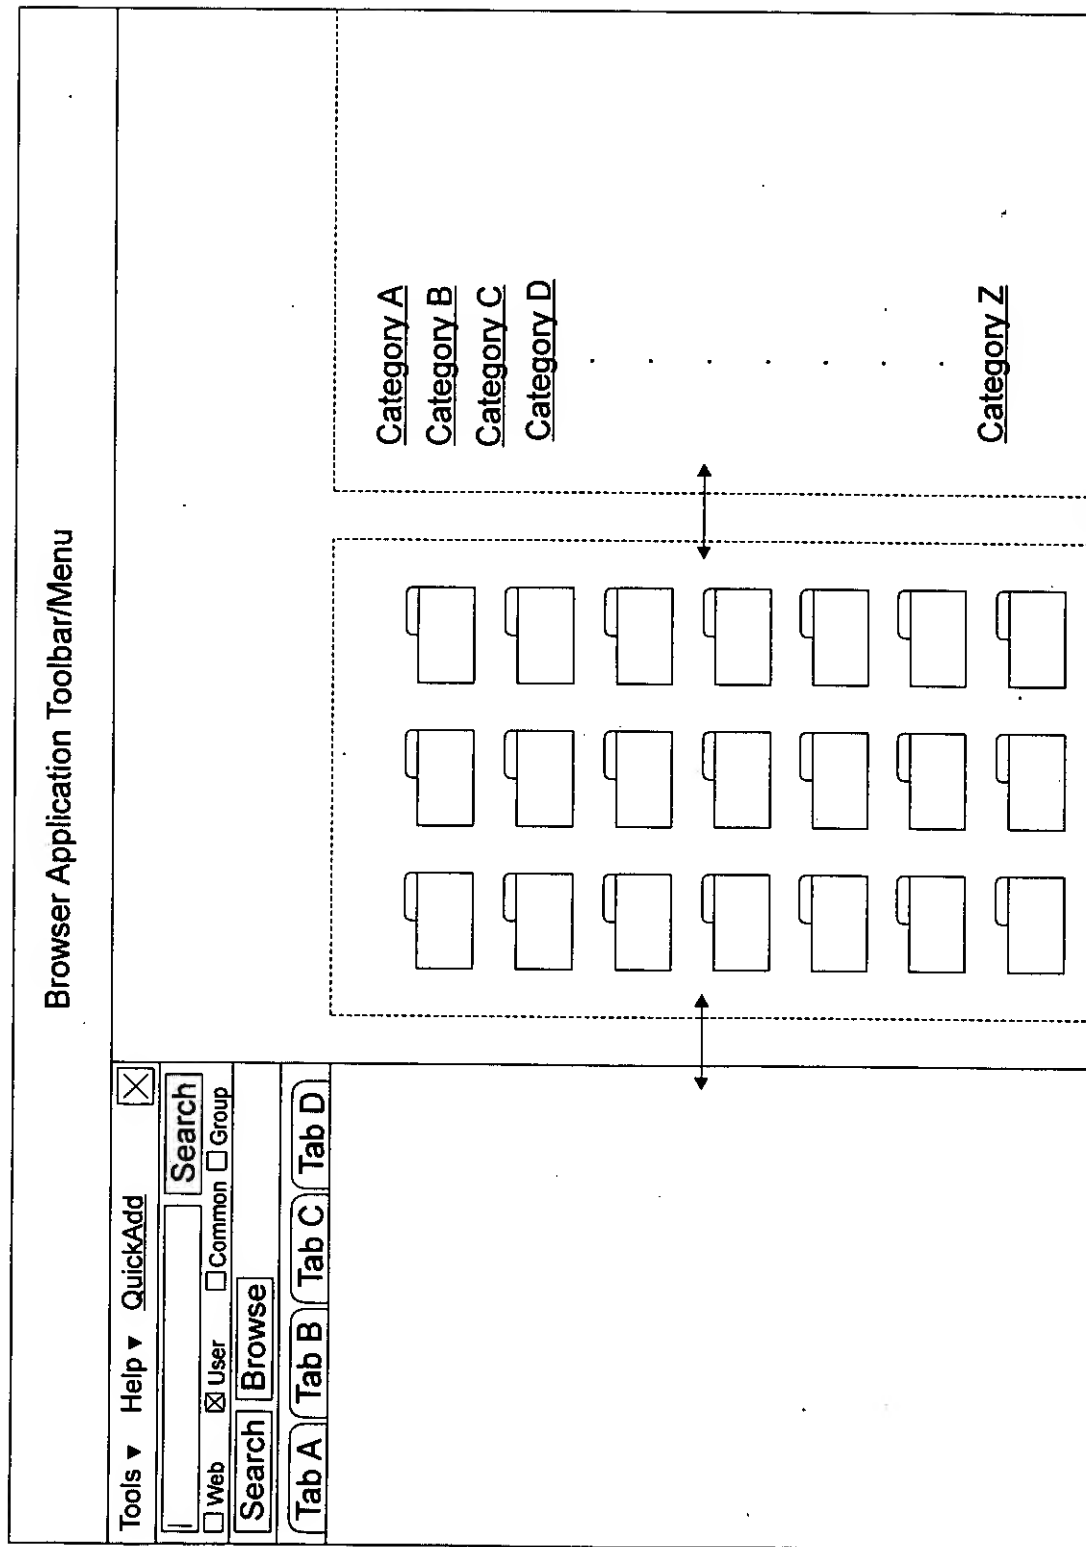 Browser Application Toolbar/Menu
Tools ▼ Help ▼ QuickAdd
Search
Web User Common Group
Search Browse
Tab A Tab B Tab C Tab D
Category A
Category B
Category C
Category D
Category Z